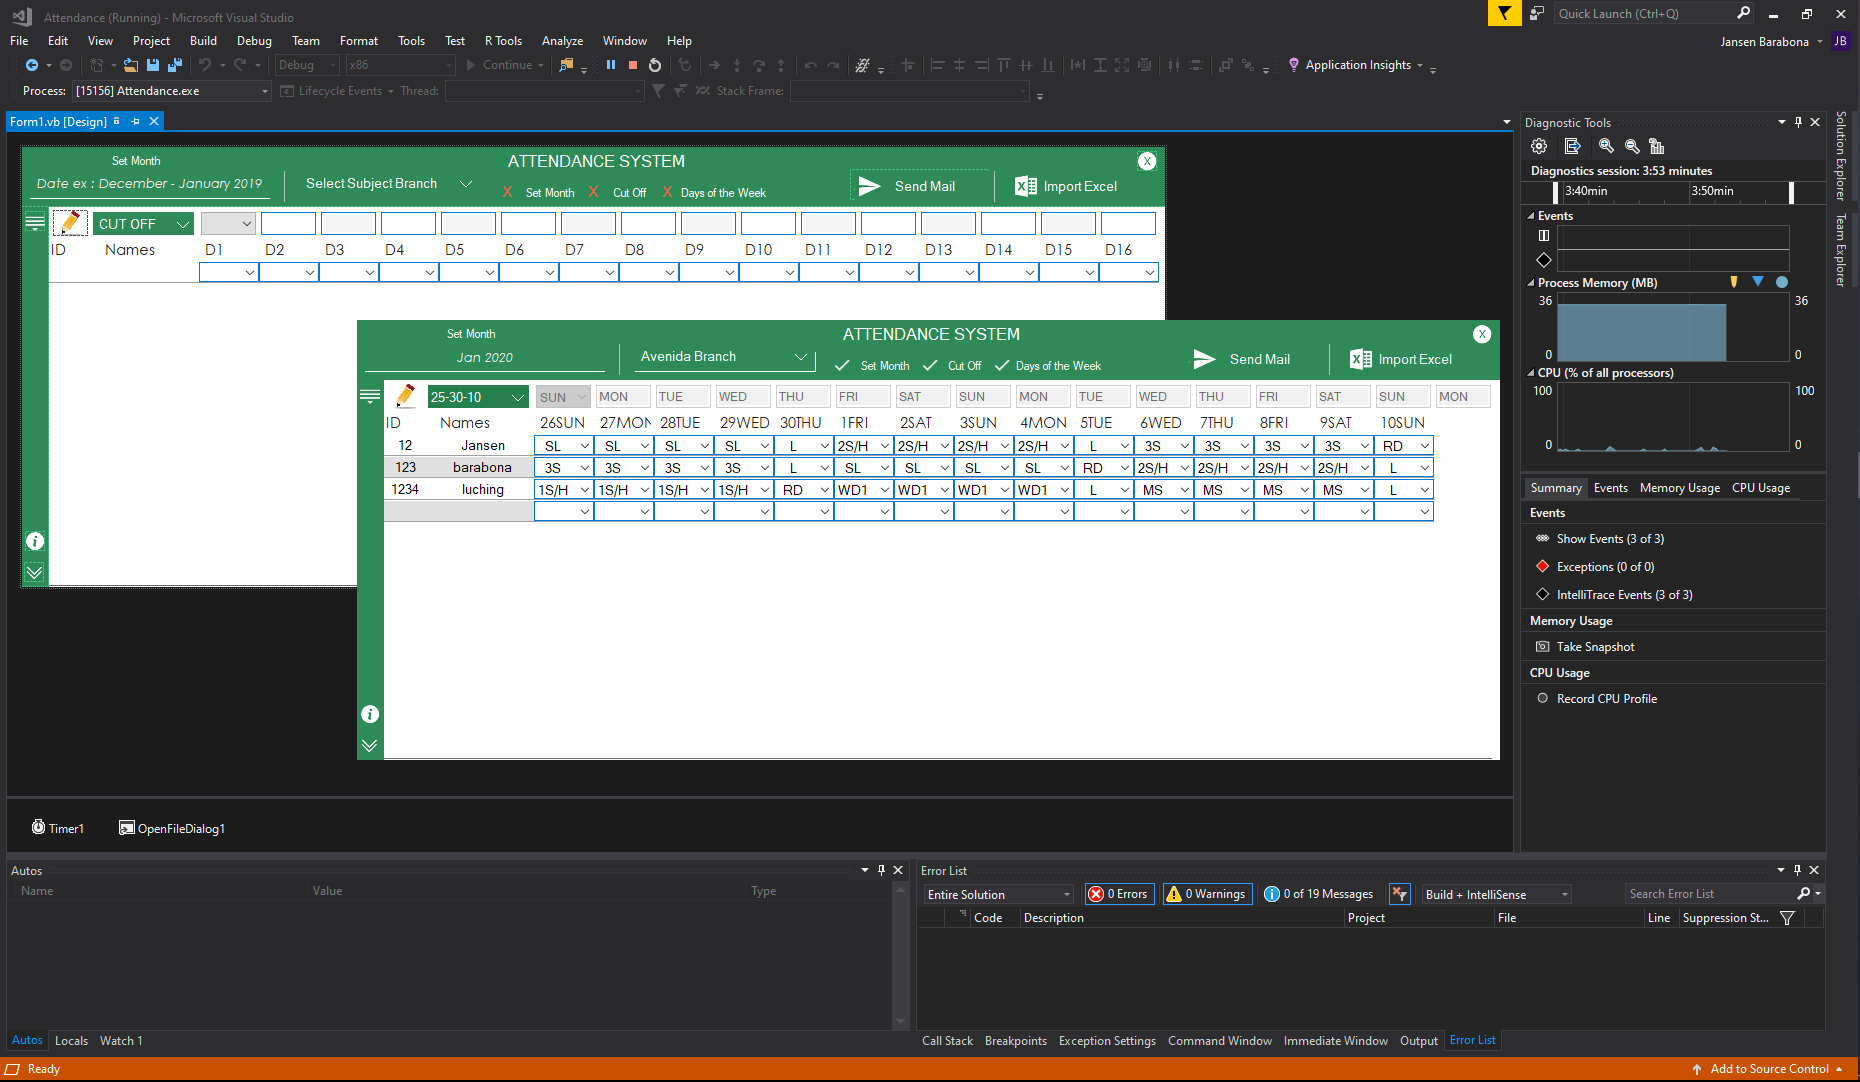 Attendance (Running) - Microsoft Visual Studio
Quick Launch (Ctrl+Q)
File Edit View Project Build Debug Team Format Tools Test R Tools Analyze Window Help
Jansen Barabona JB
Debug x86 Continue Application Insights
Process: [15156] Attendance.exe Lifecycle Events Thread: Stack Frame:
Form1.vb [Design]
Set Month
ATTENDANCE SYSTEM
X
Date ex : December - January 2019
Select Subject Branch
X Set Month X Cut Off X Days of the Week
Send Mail
Import Excel
CUT OFF
ID Names D1 D2 D3 D4 D5 D6 D7 D8 D9 D10 D11 D12 D13 D14 D15 D16
Set Month
ATTENDANCE SYSTEM
X
Jan 2020
Avenida Branch
Set Month Cut Off Days of the Week
Send Mail
Import Excel
25-30-10 SUN MON TUE WED THU FRI SAT SUN MON TUE WED THU FRI SAT SUN MON
ID Names 26SUN 27MON 28TUE 29WED 30THU 1FRI 2SAT 3SUN 4MON 5TUE 6WED 7THU 8FRI 9SAT 10SUN
12 Jansen SL SL SL SL L 2S/H 2S/H 2S/H 2S/H L 3S 3S 3S 3S RD
123 barabona 3S 3S 3S 3S L SL SL SL SL RD 2S/H 2S/H 2S/H 2S/H L
1234 luching 1S/H 1S/H 1S/H 1S/H RD WD1 WD1 WD1 WD1 L MS MS MS MS L
Timer1 OpenFileDialog1
Diagnostic Tools
Diagnostics session: 3:53 minutes
3:40min 3:50min
Events
Process Memory (MB)
36 36
0 0
CPU (% of all processors)
100 100
0 0
Summary Events Memory Usage CPU Usage
Events
Show Events (3 of 3)
Exceptions (0 of 0)
IntelliTrace Events (3 of 3)
Memory Usage
Take Snapshot
CPU Usage
Record CPU Profile
Solution Explorer
Team Explorer
Autos
Name Value Type
Autos Locals Watch 1
Error List
Entire Solution 0 Errors 0 Warnings 0 of 19 Messages Build + IntelliSense Search Error List
Code Description Project File Line Suppression St...
Call Stack Breakpoints Exception Settings Command Window Immediate Window Output Error List
Ready
Add to Source Control